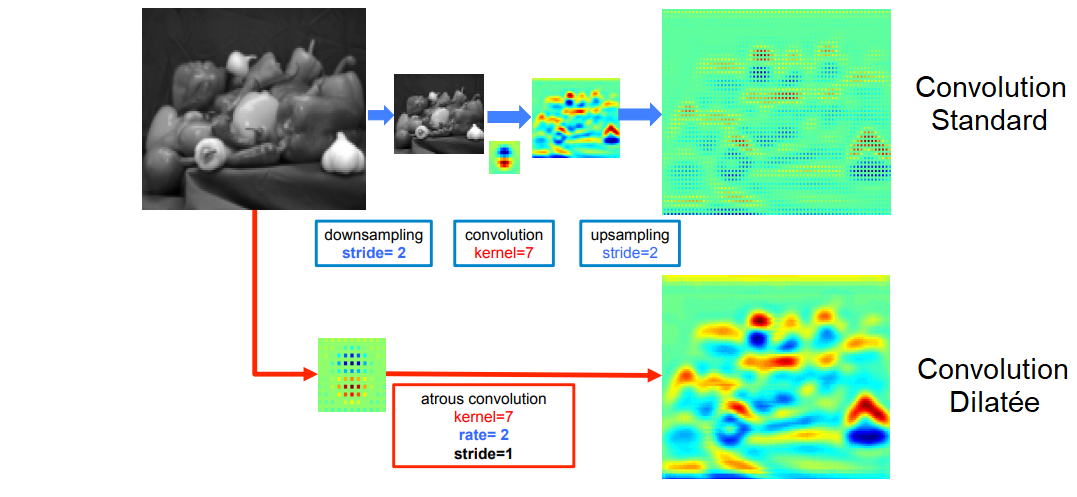 Convolution
Standard
downsampling
stride= 2
convolution
kernel=7
upsampling
stride=2
atrous convolution
kernel=7
rate= 2
stride=1
Convolution
Dilatée